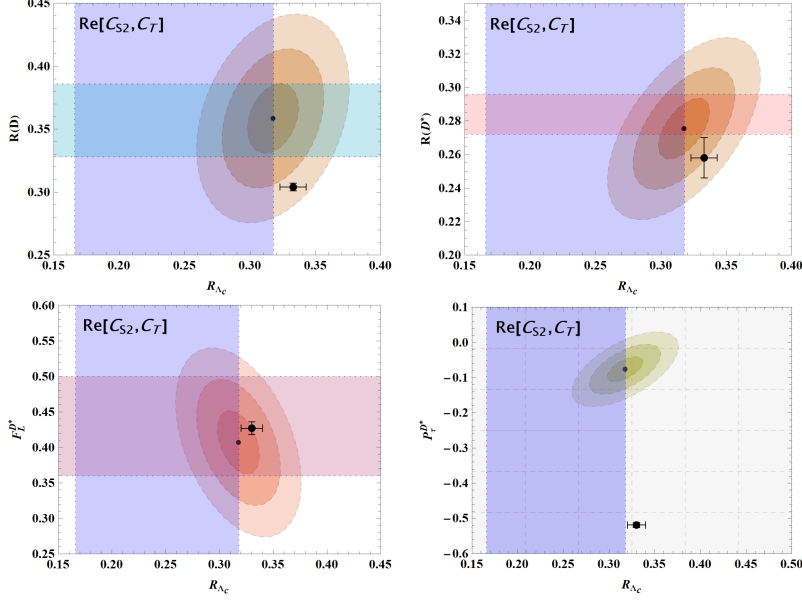 Re[C_S2, C_T]
R(D)
0.45
0.40
0.35
0.30
0.25
0.15 0.20 0.25 0.30 0.35 0.40
R_Λc
Re[C_S2, C_T]
R(D*)
0.34
0.32
0.30
0.28
0.26
0.24
0.22
0.20
0.15 0.20 0.25 0.30 0.35 0.40
R_Λc
Re[C_S2, C_T]
F_L^D*
0.60
0.55
0.50
0.45
0.40
0.35
0.30
0.25
0.15 0.20 0.25 0.30 0.35 0.40 0.45
R_Λc
Re[C_S2, C_T]
P_τ^D*
0.1
0.0
−0.1
−0.2
−0.3
−0.4
−0.5
−0.6
0.15 0.20 0.25 0.30 0.35 0.40 0.45 0.50
R_Λc